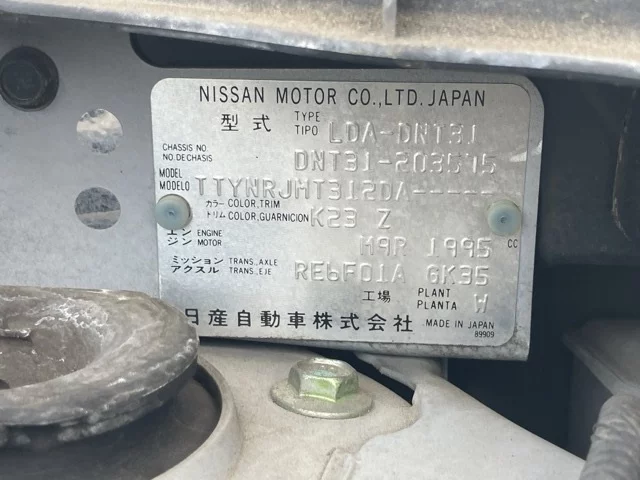 NISSAN MOTOR CO.,LTD. JAPAN
型式 TYPE TIPO LDA-DNT31
CHASSIS NO. NO.DECHASIS DNT31-203575
MODEL MODELO TTYNRJHT312DA-----
カラー COLOR,TRIM
トリム COLOR,GUARNICION K23 Z
エン ENGINE
ジン MOTOR M9R 1995 CC
ミッション TRANS.,AXLE
アクスル TRANS.,EJE RE6F01A GK35
工場 PLANT PLANTA W
日産自動車株式会社 MADE IN JAPAN
89909